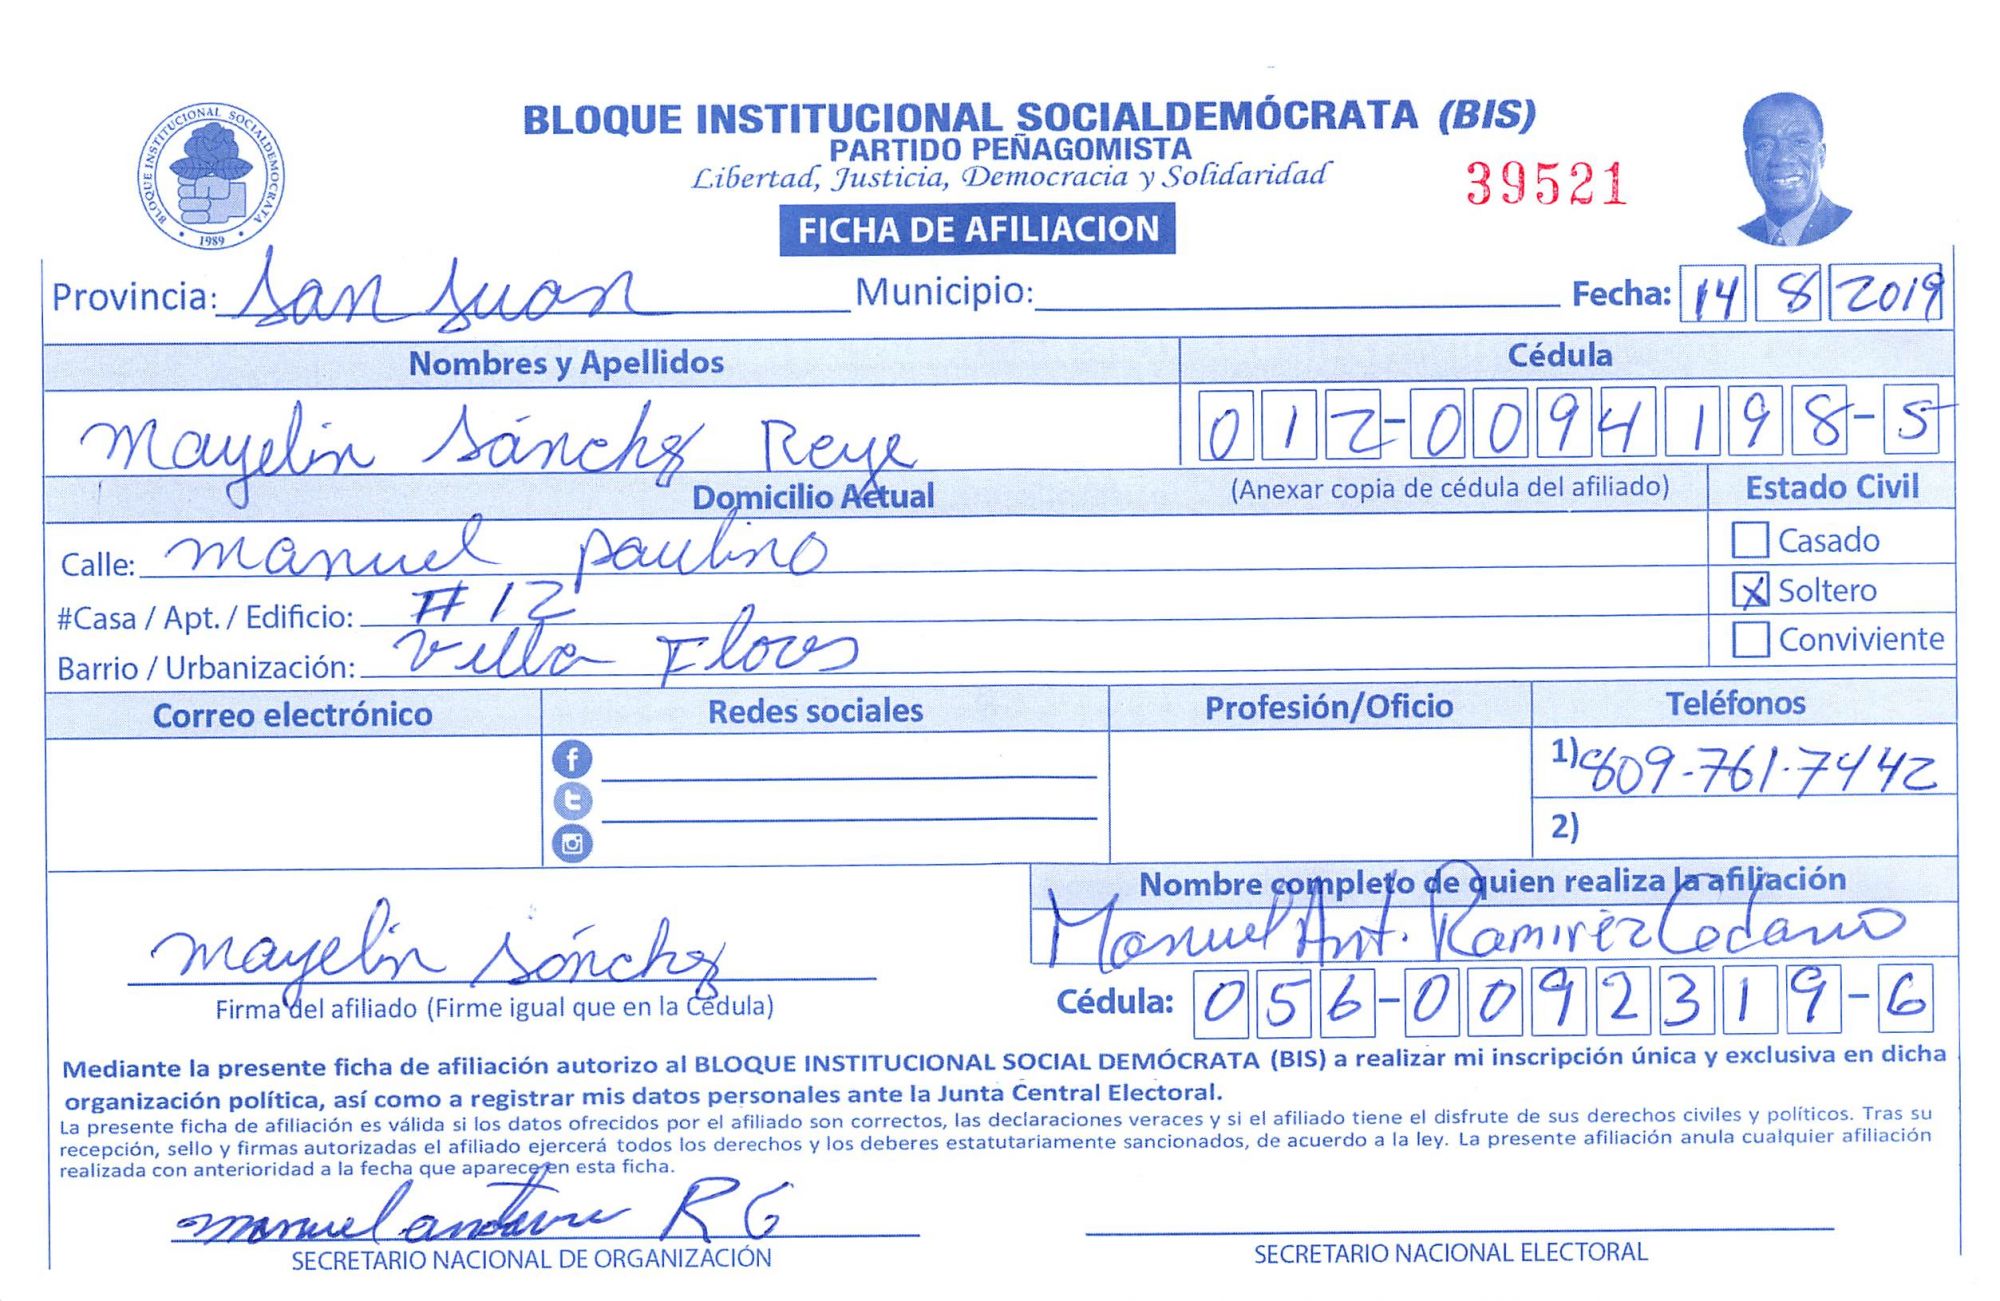 BLOQUE INSTITUCIONAL SOCIALDEMOCRATA
1989
BLOQUE INSTITUCIONAL SOCIALDEMÓCRATA (BIS)
PARTIDO PEÑAGOMISTA
Libertad, Justicia, Democracia y Solidaridad
39521
FICHA DE AFILIACION
Provincia: San Juan Municipio: Fecha: 14 8 2019
Nombres y Apellidos Cédula
Mayelin Sánchez Reye 012-0094198-5
Domicilio Actual (Anexar copia de cédula del afiliado) Estado Civil
Calle: Manuel Paulino Casado
#Casa / Apt. / Edificio: #12 X Soltero
Barrio / Urbanización: Villa Flores Conviviente
Correo electrónico Redes sociales Profesión/Oficio Teléfonos
1) 809-761-7442
2)
Nombre completo de quien realiza la afiliación
Mayelin Sánchez Manuel Ant. Ramirez Cedano
Firma del afiliado (Firme igual que en la Cédula) Cédula: 056-0092319-6
Mediante la presente ficha de afiliación autorizo al BLOQUE INSTITUCIONAL SOCIAL DEMÓCRATA (BIS) a realizar mi inscripción única y exclusiva en dicha
organización política, así como a registrar mis datos personales ante la Junta Central Electoral.
La presente ficha de afiliación es válida si los datos ofrecidos por el afiliado son correctos, las declaraciones veraces y si el afiliado tiene el disfrute de sus derechos civiles y políticos. Tras su
recepción, sello y firmas autorizadas el afiliado ejercerá todos los derechos y los deberes estatutariamente sancionados, de acuerdo a la ley. La presente afiliación anula cualquier afiliación
realizada con anterioridad a la fecha que aparece en esta ficha.
manuel R G
SECRETARIO NACIONAL DE ORGANIZACIÓN SECRETARIO NACIONAL ELECTORAL